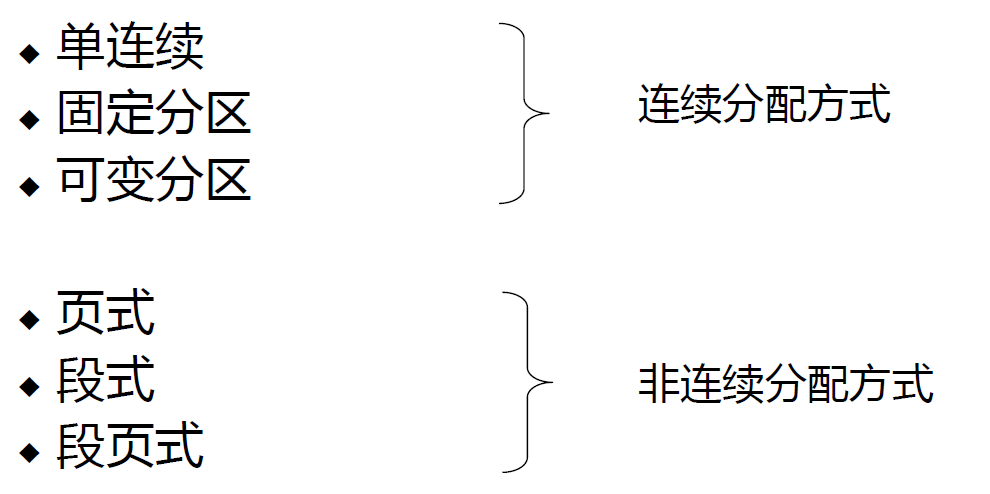 ◆ 单连续
◆ 固定分区
◆ 可变分区
连续分配方式
◆ 页式
◆ 段式
◆ 段页式
非连续分配方式